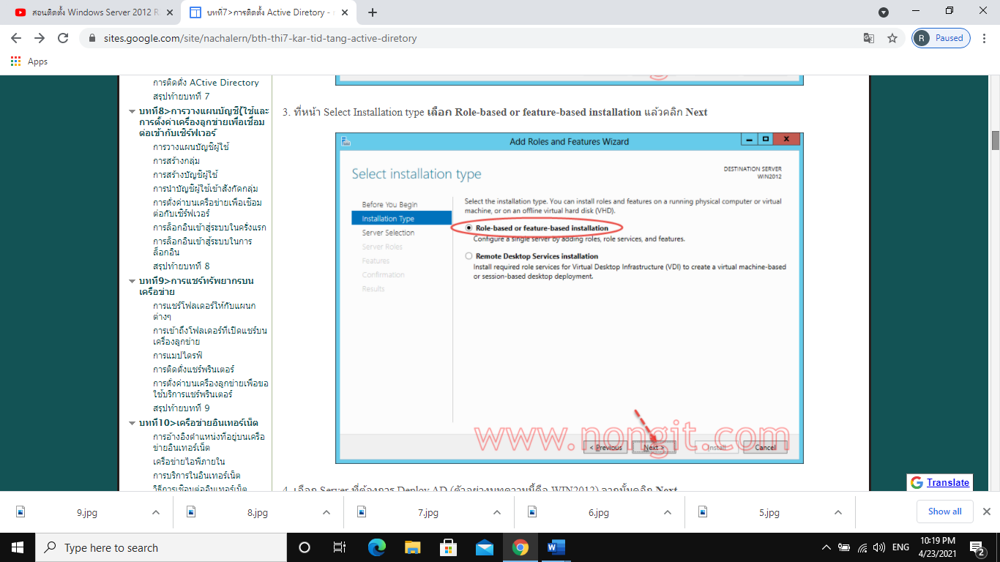 สอนติดตั้ง Windows Server 2012 R
บทที่7>การติดตั้ง Active Diretory -
sites.google.com/site/nachalern/bth-thi7-kar-tid-tang-active-diretory
R Paused
Apps
การติดตั้ง ACtive Directory
สรุปท้ายบทที่ 7
บทที่8>การวางแผนบัญชีผู้ใช้และ
การตั้งค่าเครื่องลูกข่ายเพื่อเชื่อม
ต่อเข้ากับเซิร์ฟเวอร์
การวางแผนบัญชีผู้ใช้
การสร้างกลุ่ม
การสร้างบัญชีผู้ใช้
การนำบัญชีผู้ใช้เข้าสังกัดกลุ่ม
การตั้งค่าบนเครือข่ายเพื่อเชื่อม
ต่อกับเซิร์ฟเวอร์
การล็อกอินเข้าสู่ระบบในครั้งแรก
การล็อกอินเข้าสู้ระบบในการ
ล็อกอิน
สรุปท้ายบทที่ 8
บทที่9>การแชร์ทรัพยากรบน
เครือข่าย
การแชร์โฟลเดอร์ให้กับแผนก
ต่างๆ
การเข้าถึงโฟลเดอร์ที่เปิดแชร์บน
เครื่องลูกข่าย
การแมปไดรฟ์
การติดตั้งแชร์พรินเตอร์
การตั้งค่าบนเครื่องลูกข่ายเพื่อขอ
ใช้บริการแชร์พรินเตอร์
สรุปท้ายบทที่ 9
บทที่10>เครือข่ายอินเทอร์เน็ต
การอ้างอิงตำแหน่งที่อยู่บนเครือ
ข่ายอินเทอร์เน็ต
เครือข่ายไอพีภายใน
การบริการในอินเทอร์เน็ต
วิธีการเชื่อมต่ออินเทอร์เน็ต
3. ที่หน้า Select Installation type เลือก Role-based or feature-based installation แล้วคลิก Next
Add Roles and Features Wizard
Select installation type
DESTINATION SERVER
WIN2012
Before You Begin
Installation Type
Server Selection
Server Roles
Features
Confirmation
Results
Select the installation type. You can install roles and features on a running physical computer or virtual
machine, or on an offline virtual hard disk (VHD).
Role-based or feature-based installation
Configure a single server by adding roles, role services, and features.
Remote Desktop Services installation
Install required role services for Virtual Desktop Infrastructure (VDI) to create a virtual machine-based
or session-based desktop deployment.
www.nongit.com
< Previous Next > Install Cancel
4. เลือก Server ที่ต้องการ Deploy AD (ตัวอย่างบทความนี้คือ WIN2012) จากนั้นคลิก Next
Translate
9.jpg 8.jpg 7.jpg 6.jpg 5.jpg Show all
Type here to search
ENG
10:19 PM
4/23/2021
2